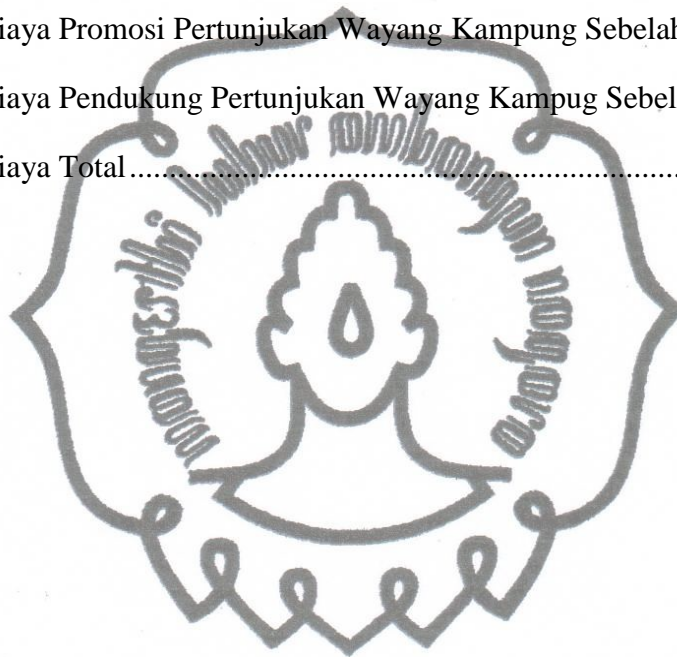 iaya Promosi Pertunjukan Wayang Kampung Sebelah
iaya Pendukung Pertunjukan Wayang Kampug Sebel
iaya Total........................................................................